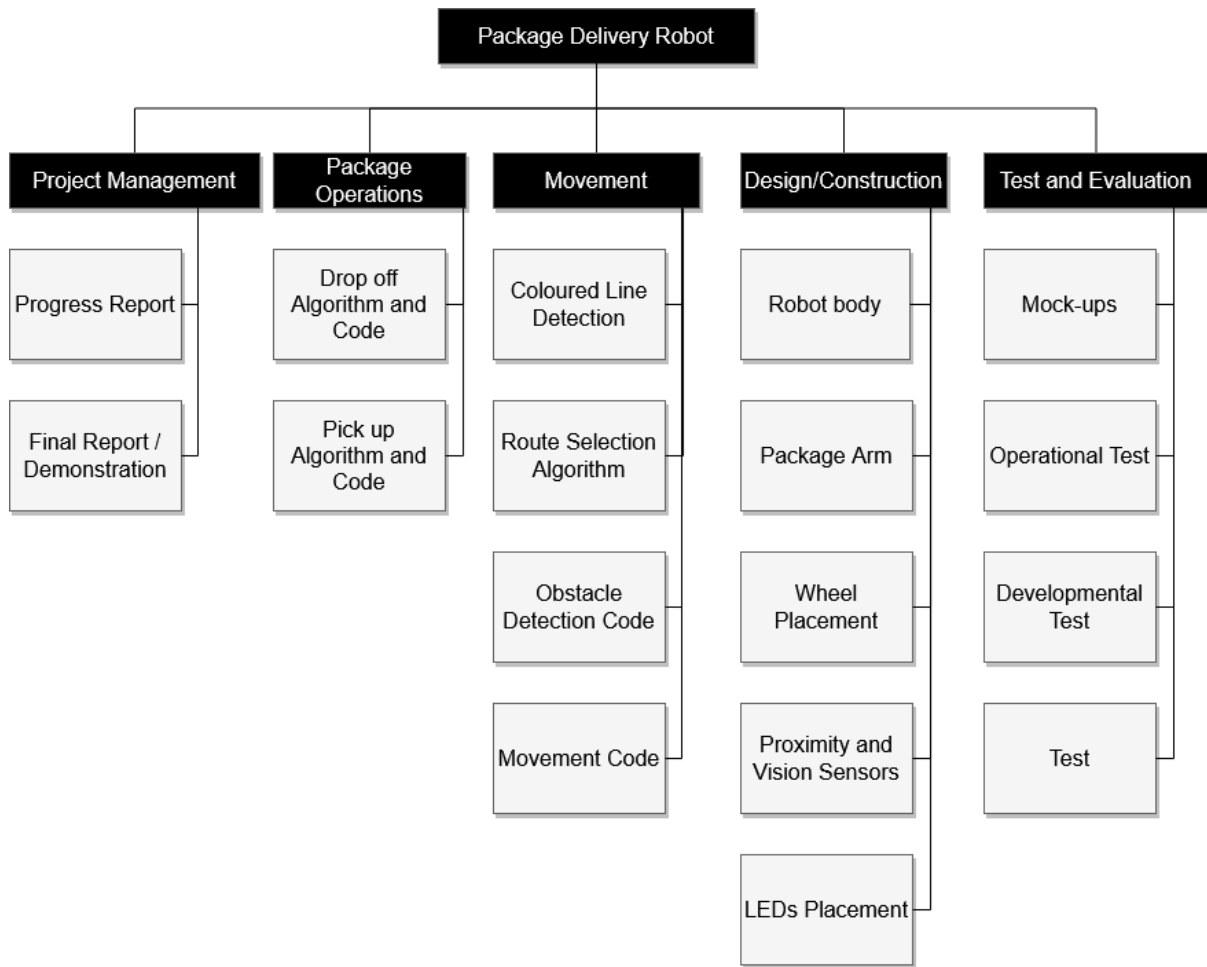 Package Delivery Robot
Project Management
Package
Operations
Movement
Design/Construction
Test and Evaluation
Progress Report
Final Report /
Demonstration
Drop off
Algorithm and
Code
Pick up
Algorithm and
Code
Coloured Line
Detection
Route Selection
Algorithm
Obstacle
Detection Code
Movement Code
Robot body
Package Arm
Wheel
Placement
Proximity and
Vision Sensors
LEDs Placement
Mock-ups
Operational Test
Developmental
Test
Test